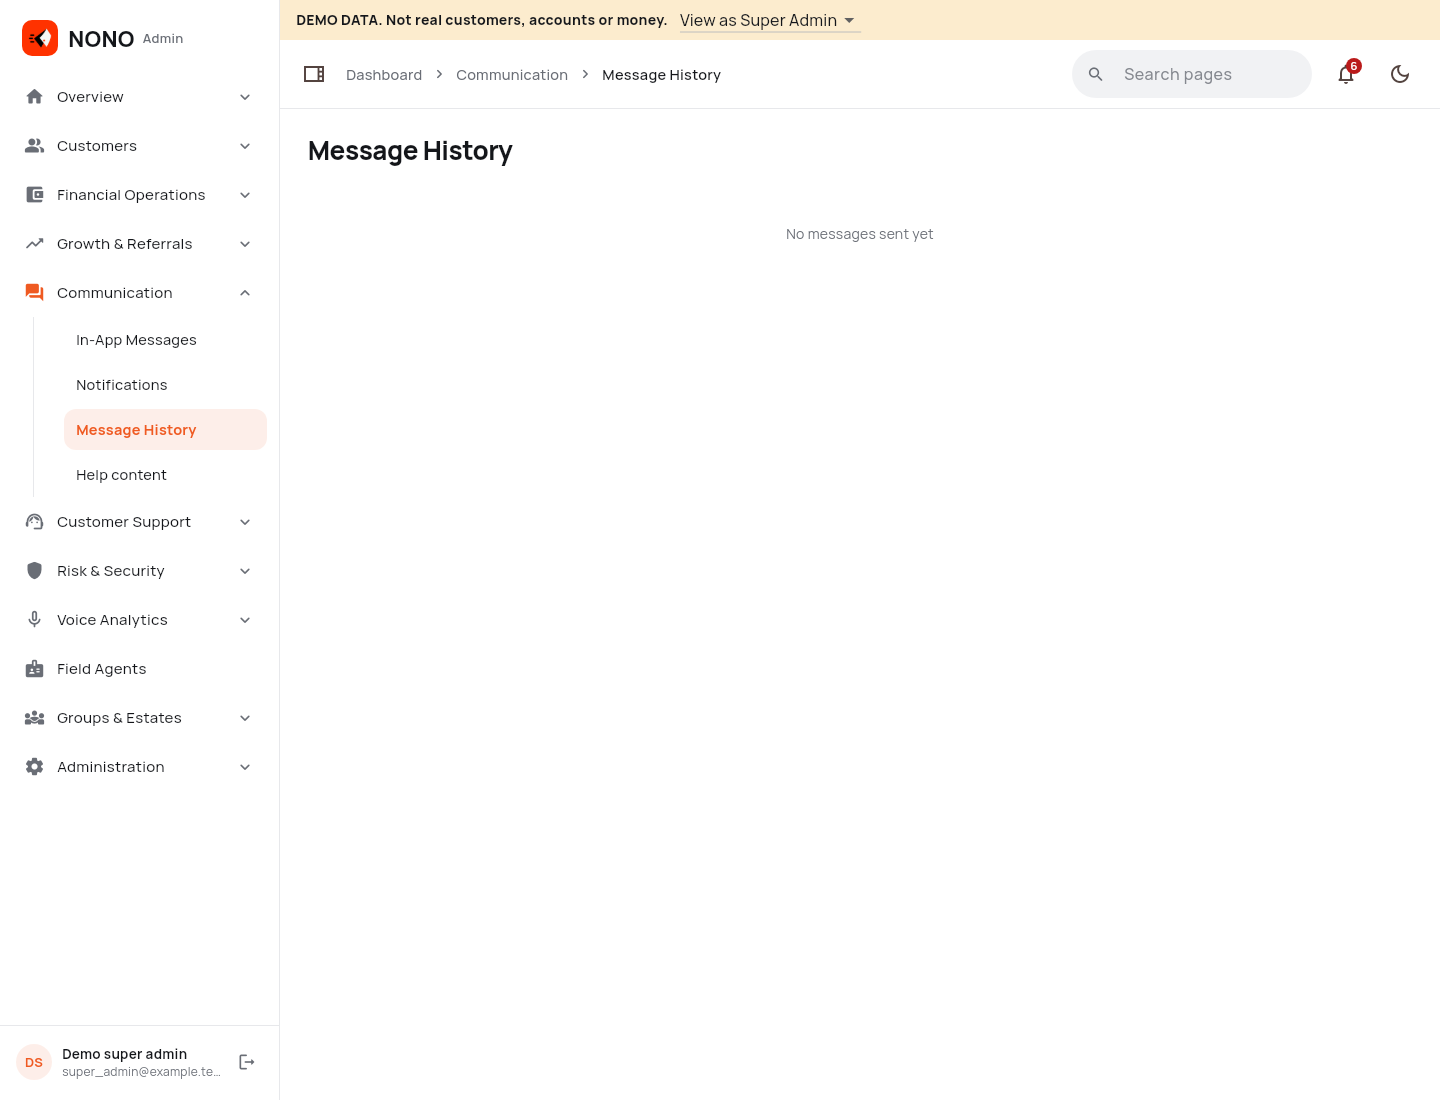 NONO Admin
Overview
Customers
Financial Operations
Growth & Referrals
Communication
In-App Messages
Notifications
Message History
Help content
Customer Support
Risk & Security
Voice Analytics
Field Agents
Groups & Estates
Administration
DS
Demo super admin
super_admin@example.te...
DEMO DATA. Not real customers, accounts or money. View as Super Admin
Dashboard > Communication > Message History
Search pages
6
Message History
No messages sent yet